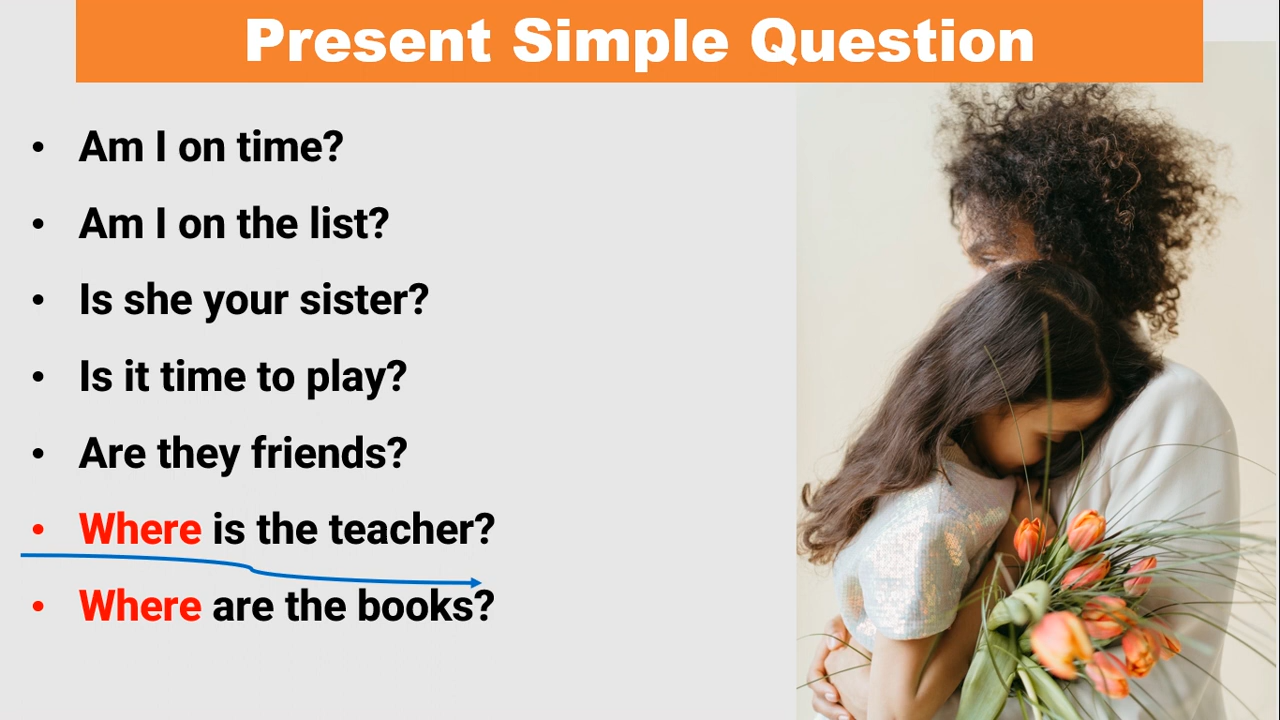 Present Simple Question
• Am I on time?
• Am I on the list?
• Is she your sister?
• Is it time to play?
• Are they friends?
• Where is the teacher?
• Where are the books?